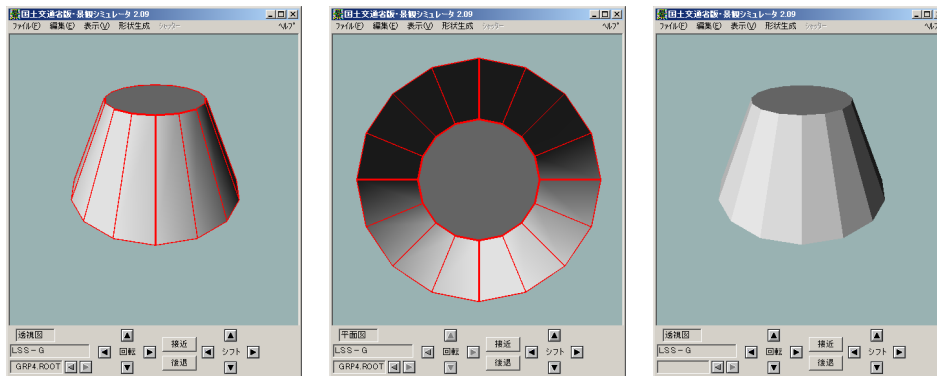 国土交通省版・景観シミュレータ 2.09
ファイル(F) 編集(E) 表示(V) 形状生成 シャッター ヘルプ
透視図
LSS-G
GRP4.ROOT
回転
接近
後退
シフト
国土交通省版・景観シミュレータ 2.09
ファイル(F) 編集(E) 表示(V) 形状生成 シャッター ヘルプ
平面図
LSS-G
GRP4.ROOT
回転
接近
後退
シフト
国土交通省版・景観シミュレータ 2.09
ファイル(F) 編集(E) 表示(V) 形状生成 シャッター ヘルプ
透視図
LSS-G
回転
接近
後退
シフト